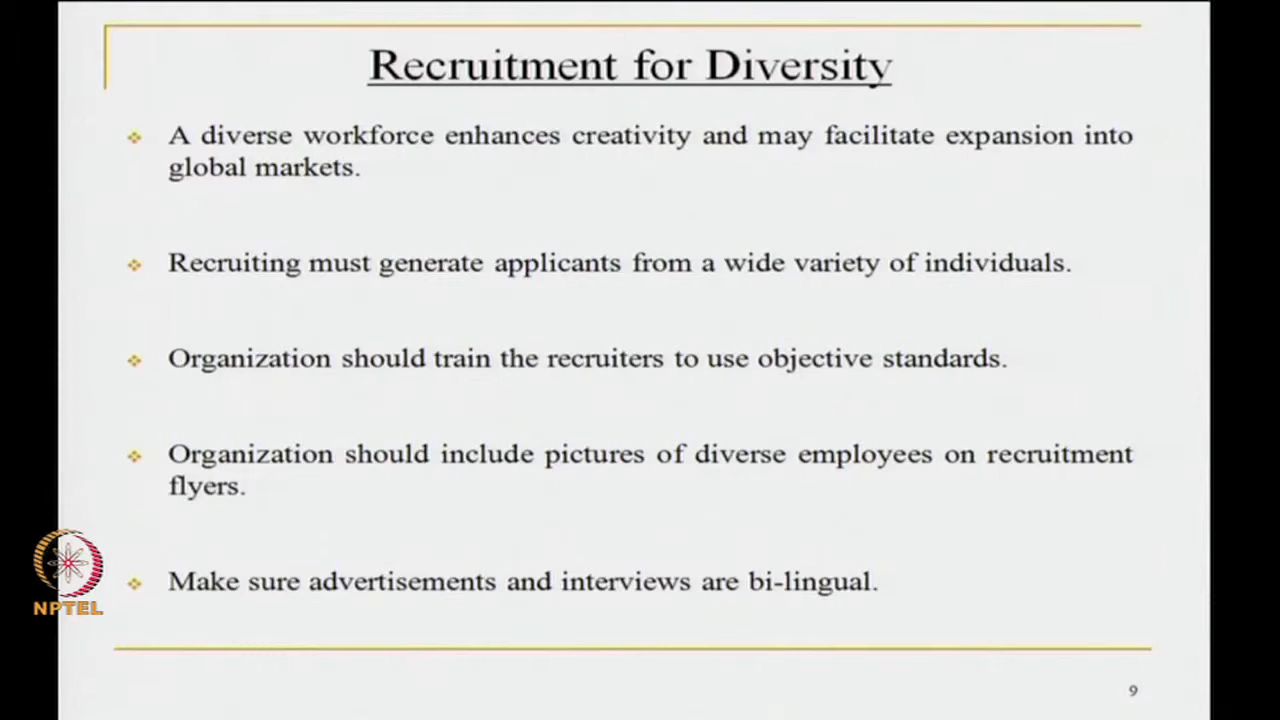 Recruitment for Diversity
A diverse workforce enhances creativity and may facilitate expansion into
global markets.
Recruiting must generate applicants from a wide variety of individuals.
Organization should train the recruiters to use objective standards.
Organization should include pictures of diverse employees on recruitment
flyers.
Make sure advertisements and interviews are bi-lingual.
NPTEL
9